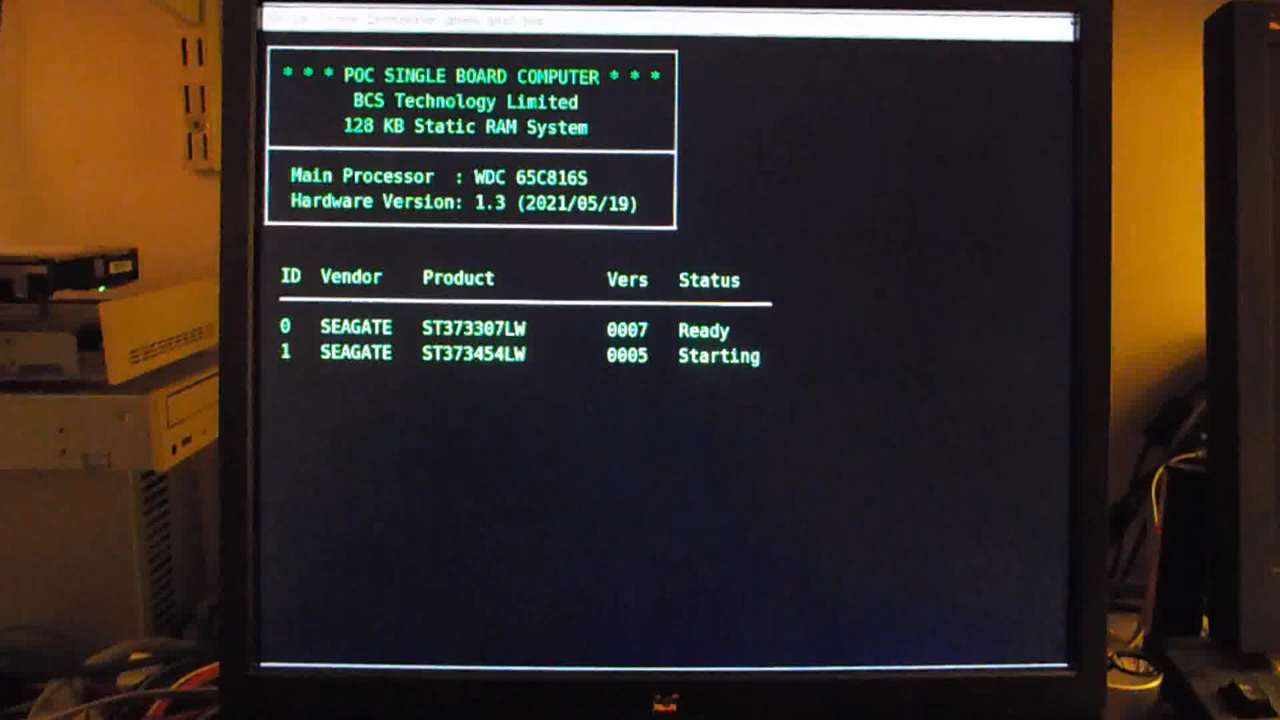 * * * POC SINGLE BOARD COMPUTER * * *
BCS Technology Limited
128 KB Static RAM System
Main Processor : WDC 65C816S
Hardware Version: 1.3 (2021/05/19)
ID Vendor Product Vers Status
0 SEAGATE ST373307LW 0007 Ready
1 SEAGATE ST373454LW 0005 Starting